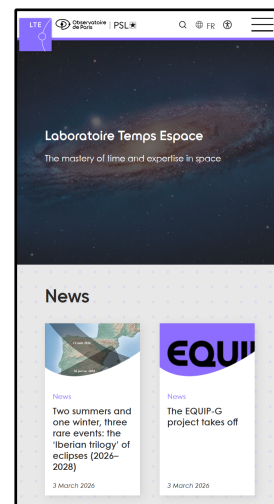 LTE
Observatoire
de Paris | PSL
FR
Laboratoire Temps Espace
The mastery of time and expertise in space
News
News
Two summers and
one winter, three
rare events: the
'Iberian trilogy' of
eclipses (2026–
2028)
3 March 2026
EQUI
News
The EQUIP-G
project takes off
3 March 2026